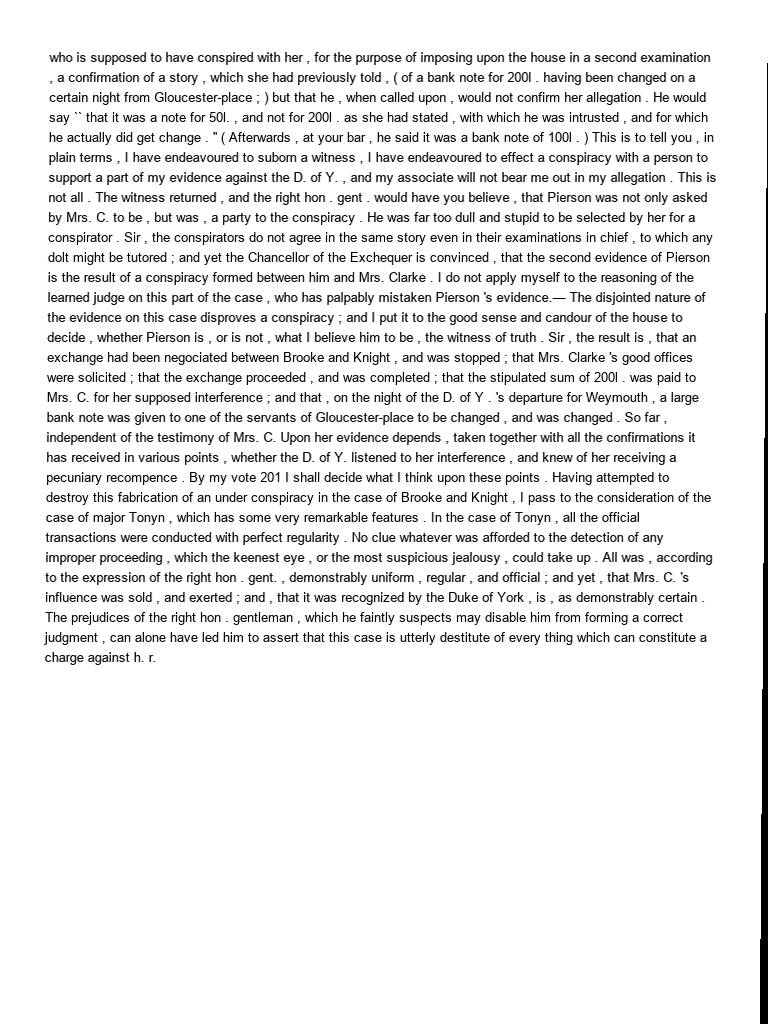 who is supposed to have conspired with her , for the purpose of imposing upon the house in a second examination
, a confirmation of a story , which she had previously told , ( of a bank note for 200l . having been changed on a
certain night from Gloucester-place ; ) but that he , when called upon , would not confirm her allegation . He would
say `` that it was a note for 50l. , and not for 200l . as she had stated , with which he was intrusted , and for which
he actually did get change . " ( Afterwards , at your bar , he said it was a bank note of 100l . ) This is to tell you , in
plain terms , I have endeavoured to suborn a witness , I have endeavoured to effect a conspiracy with a person to
support a part of my evidence against the D. of Y. , and my associate will not bear me out in my allegation . This is
not all . The witness returned , and the right hon . gent . would have you believe , that Pierson was not only asked
by Mrs. C. to be , but was , a party to the conspiracy . He was far too dull and stupid to be selected by her for a
conspirator . Sir , the conspirators do not agree in the same story even in their examinations in chief , to which any
dolt might be tutored ; and yet the Chancellor of the Exchequer is convinced , that the second evidence of Pierson
is the result of a conspiracy formed between him and Mrs. Clarke . I do not apply myself to the reasoning of the
learned judge on this part of the case , who has palpably mistaken Pierson 's evidence.— The disjointed nature of
the evidence on this case disproves a conspiracy ; and I put it to the good sense and candour of the house to
decide , whether Pierson is , or is not , what I believe him to be , the witness of truth . Sir , the result is , that an
exchange had been negociated between Brooke and Knight , and was stopped ; that Mrs. Clarke 's good offices
were solicited ; that the exchange proceeded , and was completed ; that the stipulated sum of 200l . was paid to
Mrs. C. for her supposed interference ; and that , on the night of the D. of Y . 's departure for Weymouth , a large
bank note was given to one of the servants of Gloucester-place to be changed , and was changed . So far ,
independent of the testimony of Mrs. C. Upon her evidence depends , taken together with all the confirmations it
has received in various points , whether the D. of Y. listened to her interference , and knew of her receiving a
pecuniary recompence . By my vote 201 I shall decide what I think upon these points . Having attempted to
destroy this fabrication of an under conspiracy in the case of Brooke and Knight , I pass to the consideration of the
case of major Tonyn , which has some very remarkable features . In the case of Tonyn , all the official
transactions were conducted with perfect regularity . No clue whatever was afforded to the detection of any
improper proceeding , which the keenest eye , or the most suspicious jealousy , could take up . All was , according
to the expression of the right hon . gent. , demonstrably uniform , regular , and official ; and yet , that Mrs. C. 's
influence was sold , and exerted ; and , that it was recognized by the Duke of York , is , as demonstrably certain .
The prejudices of the right hon . gentleman , which he faintly suspects may disable him from forming a correct
judgment , can alone have led him to assert that this case is utterly destitute of every thing which can constitute a
charge against h. r.